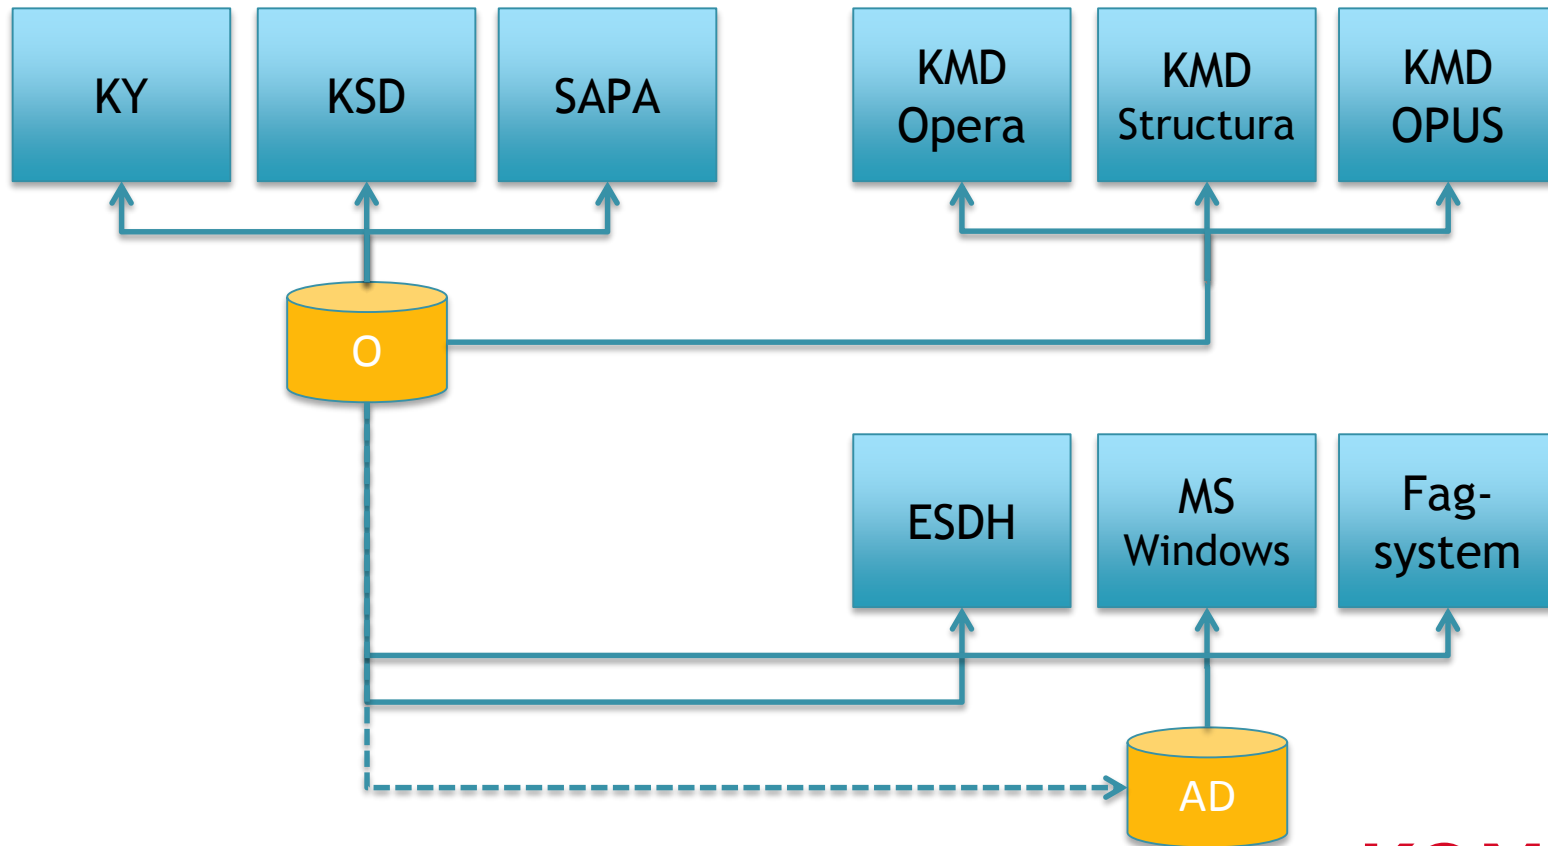 KY
KSD
SAPA
KMD
Opera
KMD
Structura
KMD
OPUS
O
ESDH
MS
Windows
Fag-
system
AD